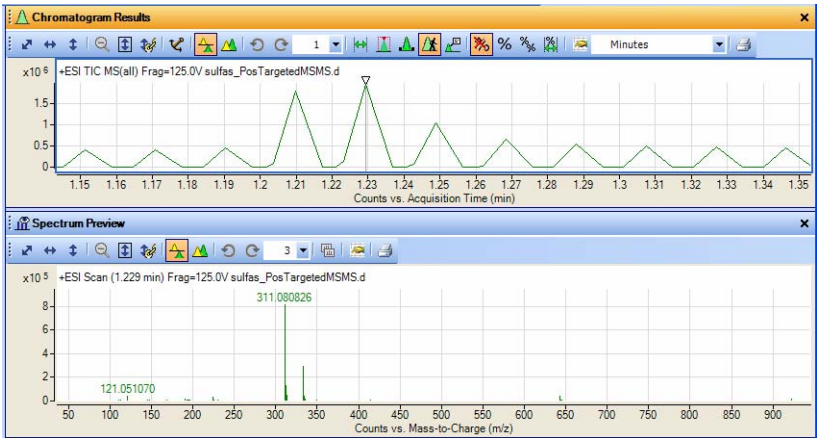 Chromatogram Results
1
%
%
Minutes
x10 6
+ESI TIC MS(all) Frag=125.0V sulfas_PosTargetedMSMS.d
1.5
1
0.5
0
1.15 1.16 1.17 1.18 1.19 1.2 1.21 1.22 1.23 1.24 1.25 1.26 1.27 1.28 1.29 1.3 1.31 1.32 1.33 1.34 1.35
Counts vs. Acquisition Time (min)
Spectrum Preview
3
x10 5
+ESI Scan (1.229 min) Frag=125.0V sulfas_PosTargetedMSMS.d
311.080826
8
6
4
2
0
121.051070
50 100 150 200 250 300 350 400 450 500 550 600 650 700 750 800 850 900
Counts vs. Mass-to-Charge (m/z)